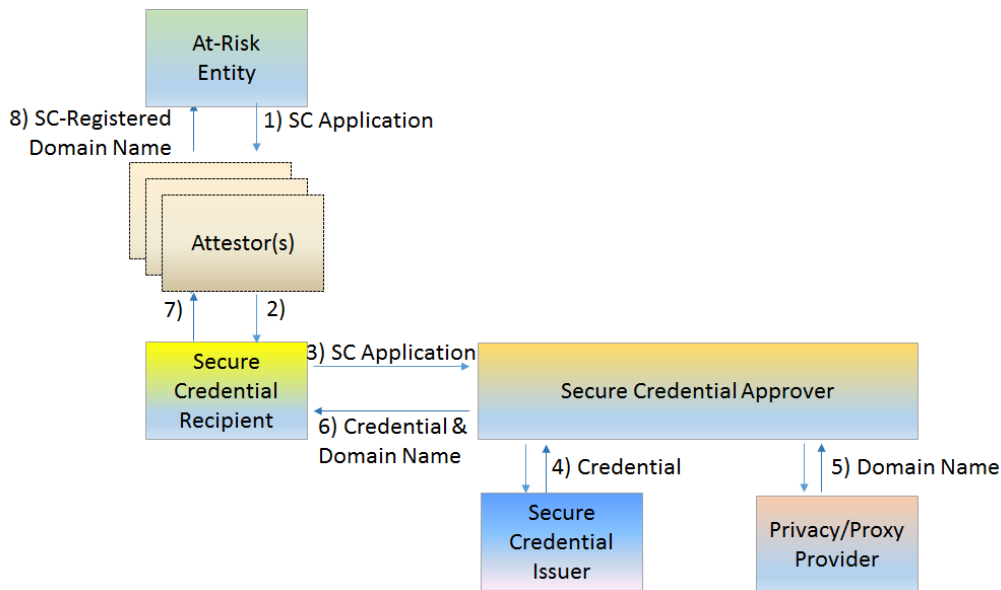 At-Risk
Entity
8) SC-Registered
Domain Name
1) SC Application
Attestor(s)
7)
2)
Secure
Credential
Recipient
3) SC Application
Secure Credential Approver
6) Credential &
Domain Name
4) Credential
5) Domain Name
Secure
Credential
Issuer
Privacy/Proxy
Provider